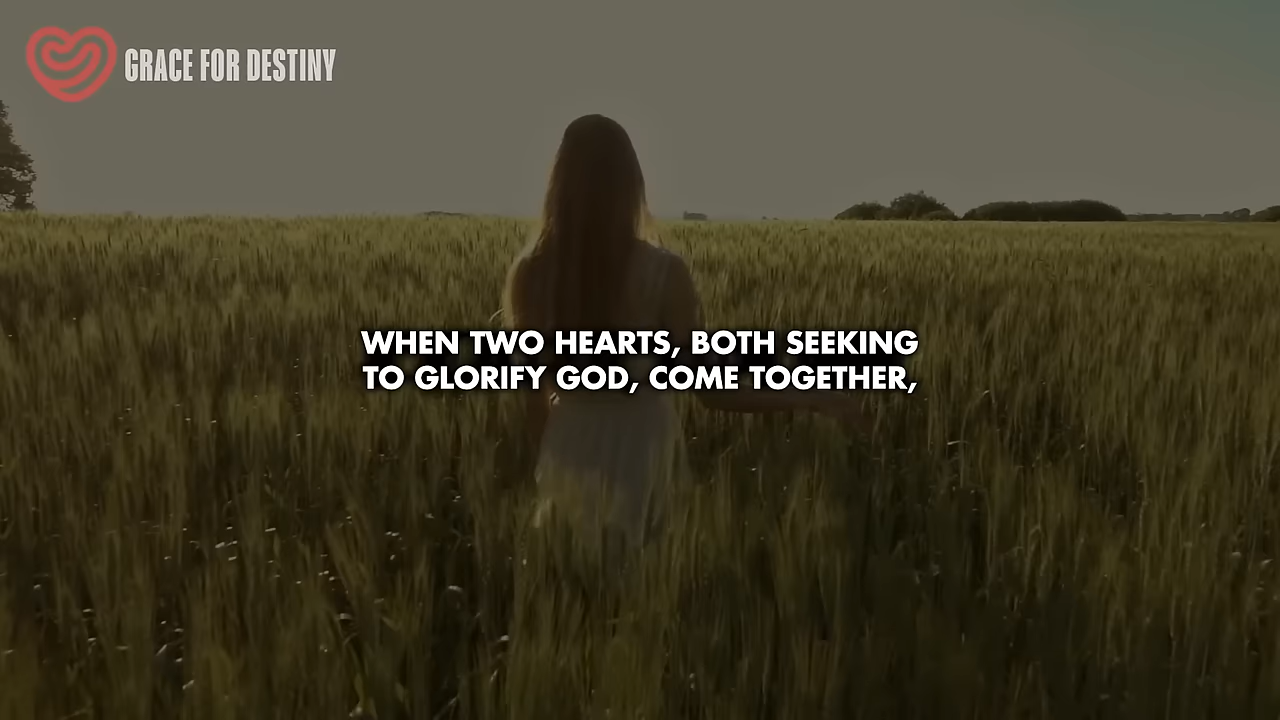 GRACE FOR DESTINY
WHEN TWO HEARTS, BOTH SEEKING
TO GLORIFY GOD, COME TOGETHER,